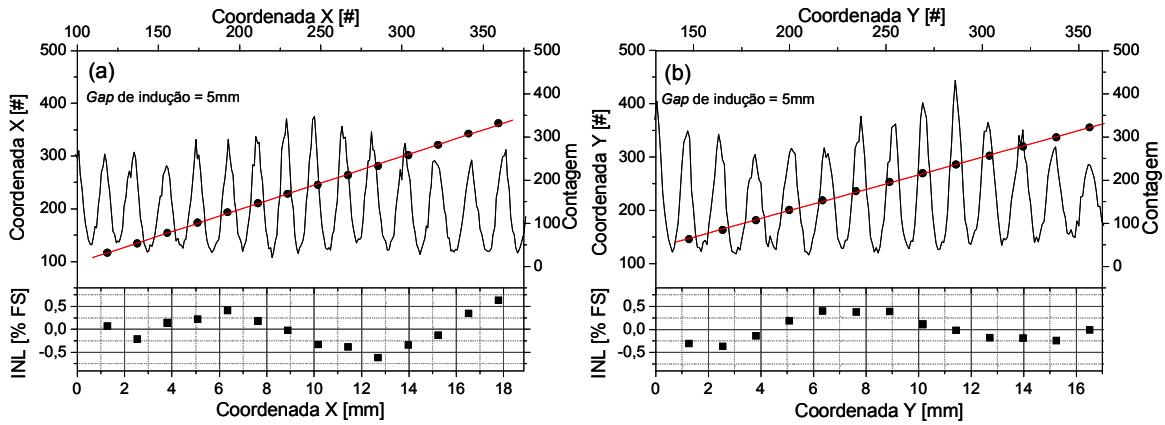 Coordenada X [#]
100 150 200 250 300 350
500 500
(a)
Gap de indução = 5mm
400 400
300 300
200 200
100 100
0
Coordenada X [#]
Contagem
0,5
0,0
-0,5
INL [% FS]
0 2 4 6 8 10 12 14 16 18
Coordenada X [mm]
Coordenada Y [#]
150 200 250 300 350
500 500
(b)
Gap de indução = 5mm
400 400
300 300
200 200
100 100
0
Coordenada Y [#]
Contagem
0,5
0,0
-0,5
INL [% FS]
0 2 4 6 8 10 12 14 16
Coordenada Y [mm]